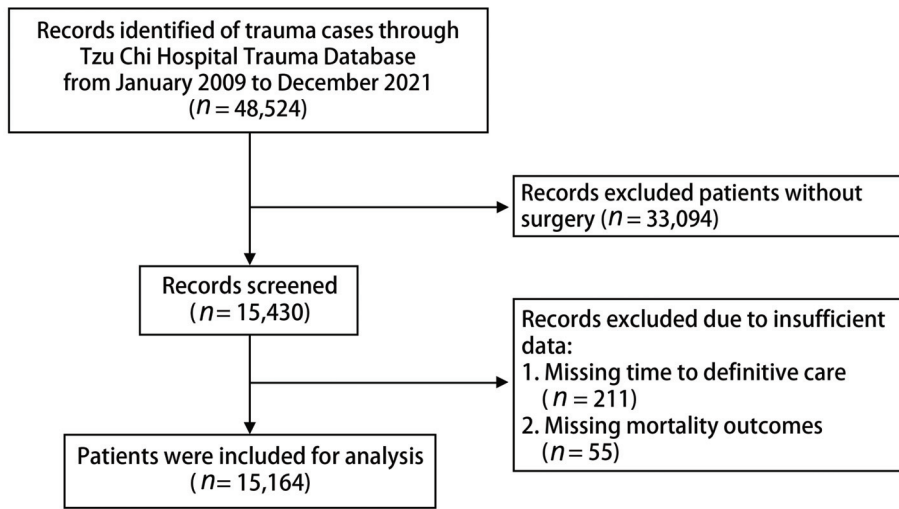 Records identified of trauma cases through
Tzu Chi Hospital Trauma Database
from January 2009 to December 2021
(n = 48,524)
Records excluded patients without
surgery (n = 33,094)
Records screened
(n = 15,430)
Records excluded due to insufficient
data:
1. Missing time to definitive care
(n = 211)
2. Missing mortality outcomes
(n = 55)
Patients were included for analysis
(n = 15,164)